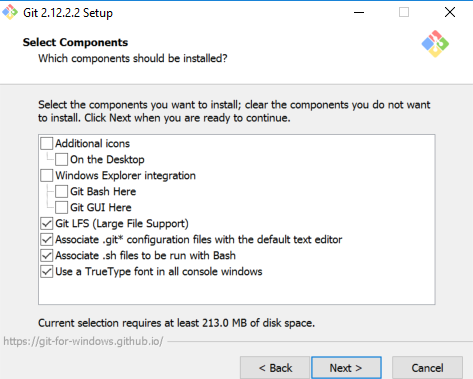 Git 2.12.2.2 Setup
Select Components
Which components should be installed?
Select the components you want to install; clear the components you do not want
to install. Click Next when you are ready to continue.
Additional icons
On the Desktop
Windows Explorer integration
Git Bash Here
Git GUI Here
Git LFS (Large File Support)
Associate .git* configuration files with the default text editor
Associate .sh files to be run with Bash
Use a TrueType font in all console windows
Current selection requires at least 213.0 MB of disk space.
https://git-for-windows.github.io/
< Back
Next >
Cancel